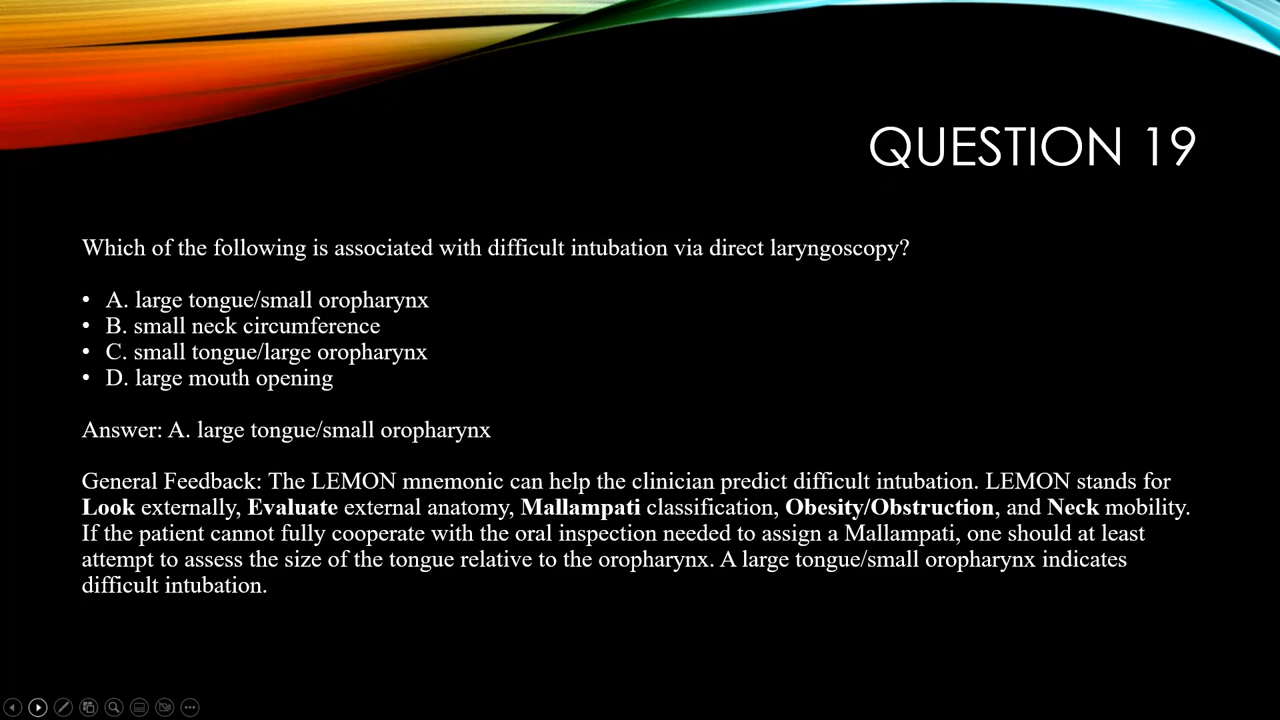 QUESTION 19
Which of the following is associated with difficult intubation via direct laryngoscopy?
• A. large tongue/small oropharynx
• B. small neck circumference
• C. small tongue/large oropharynx
• D. large mouth opening
Answer: A. large tongue/small oropharynx
General Feedback: The LEMON mnemonic can help the clinician predict difficult intubation. LEMON stands for
Look externally, Evaluate external anatomy, Mallampati classification, Obesity/Obstruction, and Neck mobility.
If the patient cannot fully cooperate with the oral inspection needed to assign a Mallampati, one should at least
attempt to assess the size of the tongue relative to the oropharynx. A large tongue/small oropharynx indicates
difficult intubation.